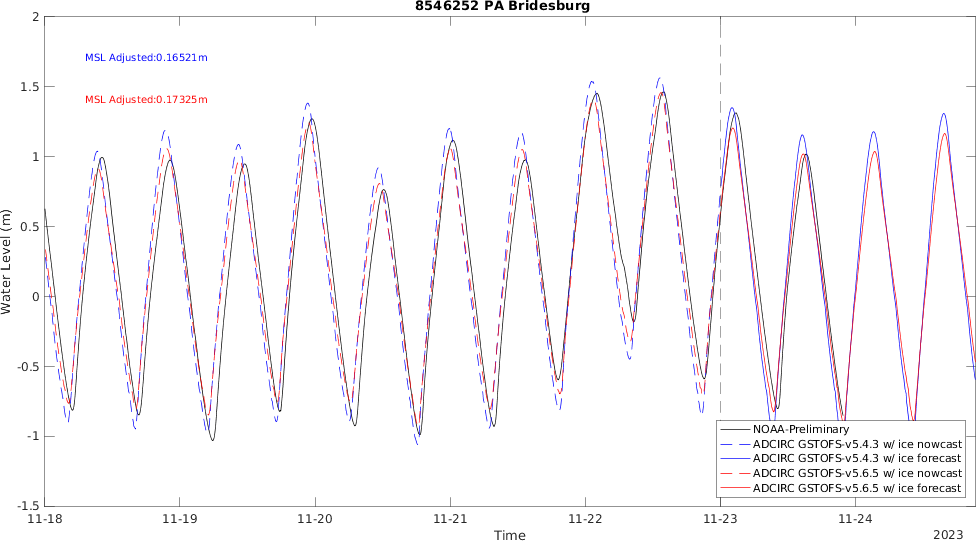 8546252 PA Bridesburg
MSL Adjusted:0.16521m
MSL Adjusted:0.17325m
Water Level (m)
2
1.5
1
0.5
0
-0.5
-1
-1.5
NOAA-Preliminary
ADCIRC GSTOFS-v5.4.3 w/ ice nowcast
ADCIRC GSTOFS-v5.4.3 w/ ice forecast
ADCIRC GSTOFS-v5.6.5 w/ ice nowcast
ADCIRC GSTOFS-v5.6.5 w/ ice forecast
11-18 11-19 11-20 11-21 11-22 11-23 11-24
Time
2023